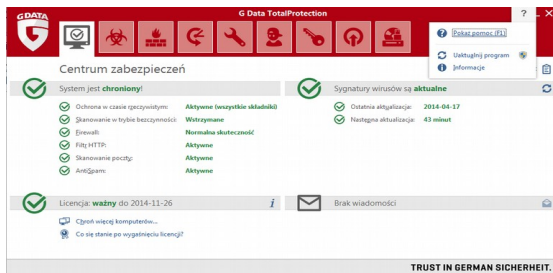 G DATA
G Data TotalProtection
?
Pokaż pomoc (F1)
Uaktualnij program
Informacje
Centrum zabezpieczeń
System jest chroniony!
Ochrona w czasie rzeczywistym: Aktywne (wszystkie składniki)
Skanowanie w trybie bezczynności: Wstrzymane
Firewall: Normalna skuteczność
Filtr HTTP: Aktywne
Skanowanie poczty: Aktywne
AntiSpam: Aktywne
Sygnatury wirusów są aktualne
Ostatnia aktualizacja: 2014-04-17
Następna aktualizacja: 43 minut
Licencja: ważny do 2014-11-26
Chroń więcej komputerów...
Co się stanie po wygaśnięciu licencji?
Brak wiadomości
TRUST IN GERMAN SICHERHEIT.